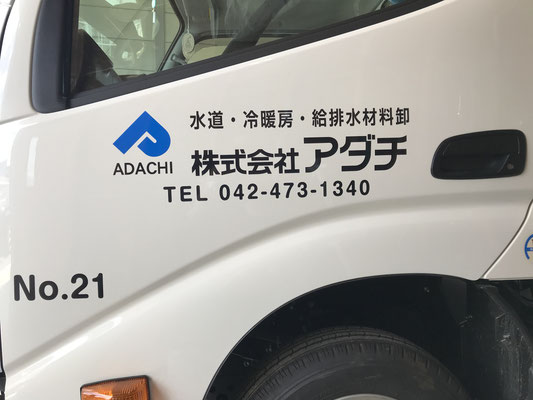 水道・冷暖房・給排水材料卸
ADACHI
株式会社アダチ
TEL 042-473-1340
No.21